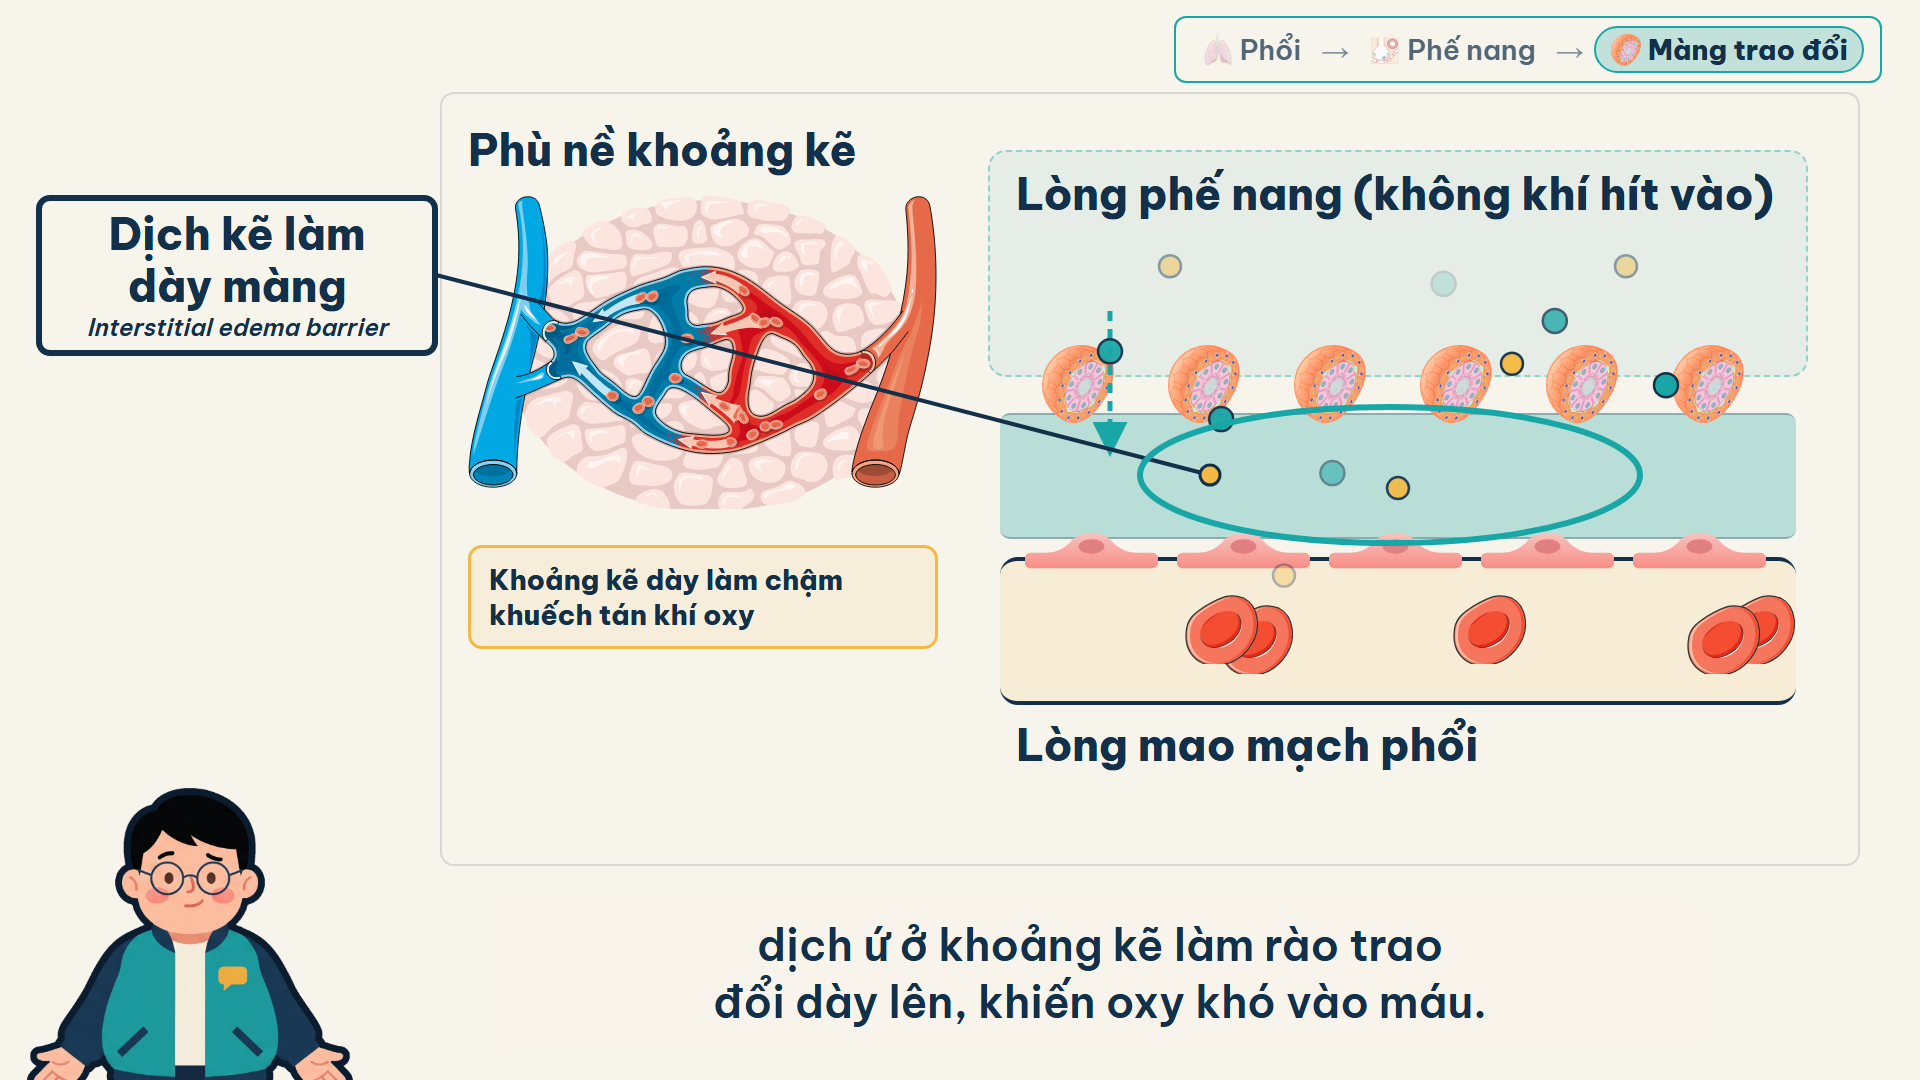 Phổi → Phế nang → Màng trao đổi
Phù nề khoảng kẽ
Dịch kẽ làm
dày màng
Interstitial edema barrier
Lòng phế nang (không khí hít vào)
Khoảng kẽ dày làm chậm
khuếch tán khí oxy
Lòng mao mạch phổi
dịch ứ ở khoảng kẽ làm rào trao
đổi dày lên, khiến oxy khó vào máu.